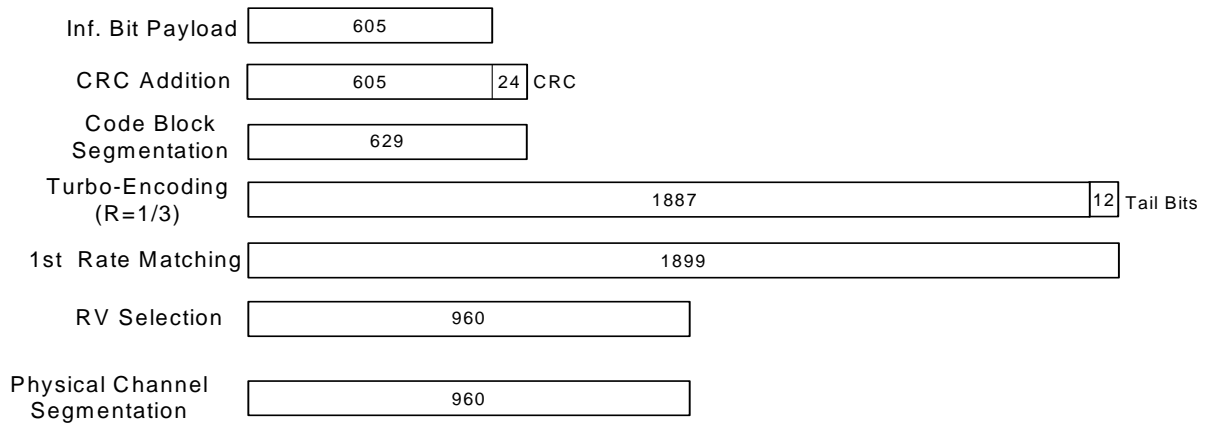 Inf. Bit Payload 605
CRC Addition 605 24 CRC
Code Block
Segmentation 629
Turbo-Encoding
(R=1/3) 1887 12 Tail Bits
1st Rate Matching 1899
RV Selection 960
Physical Channel
Segmentation 960